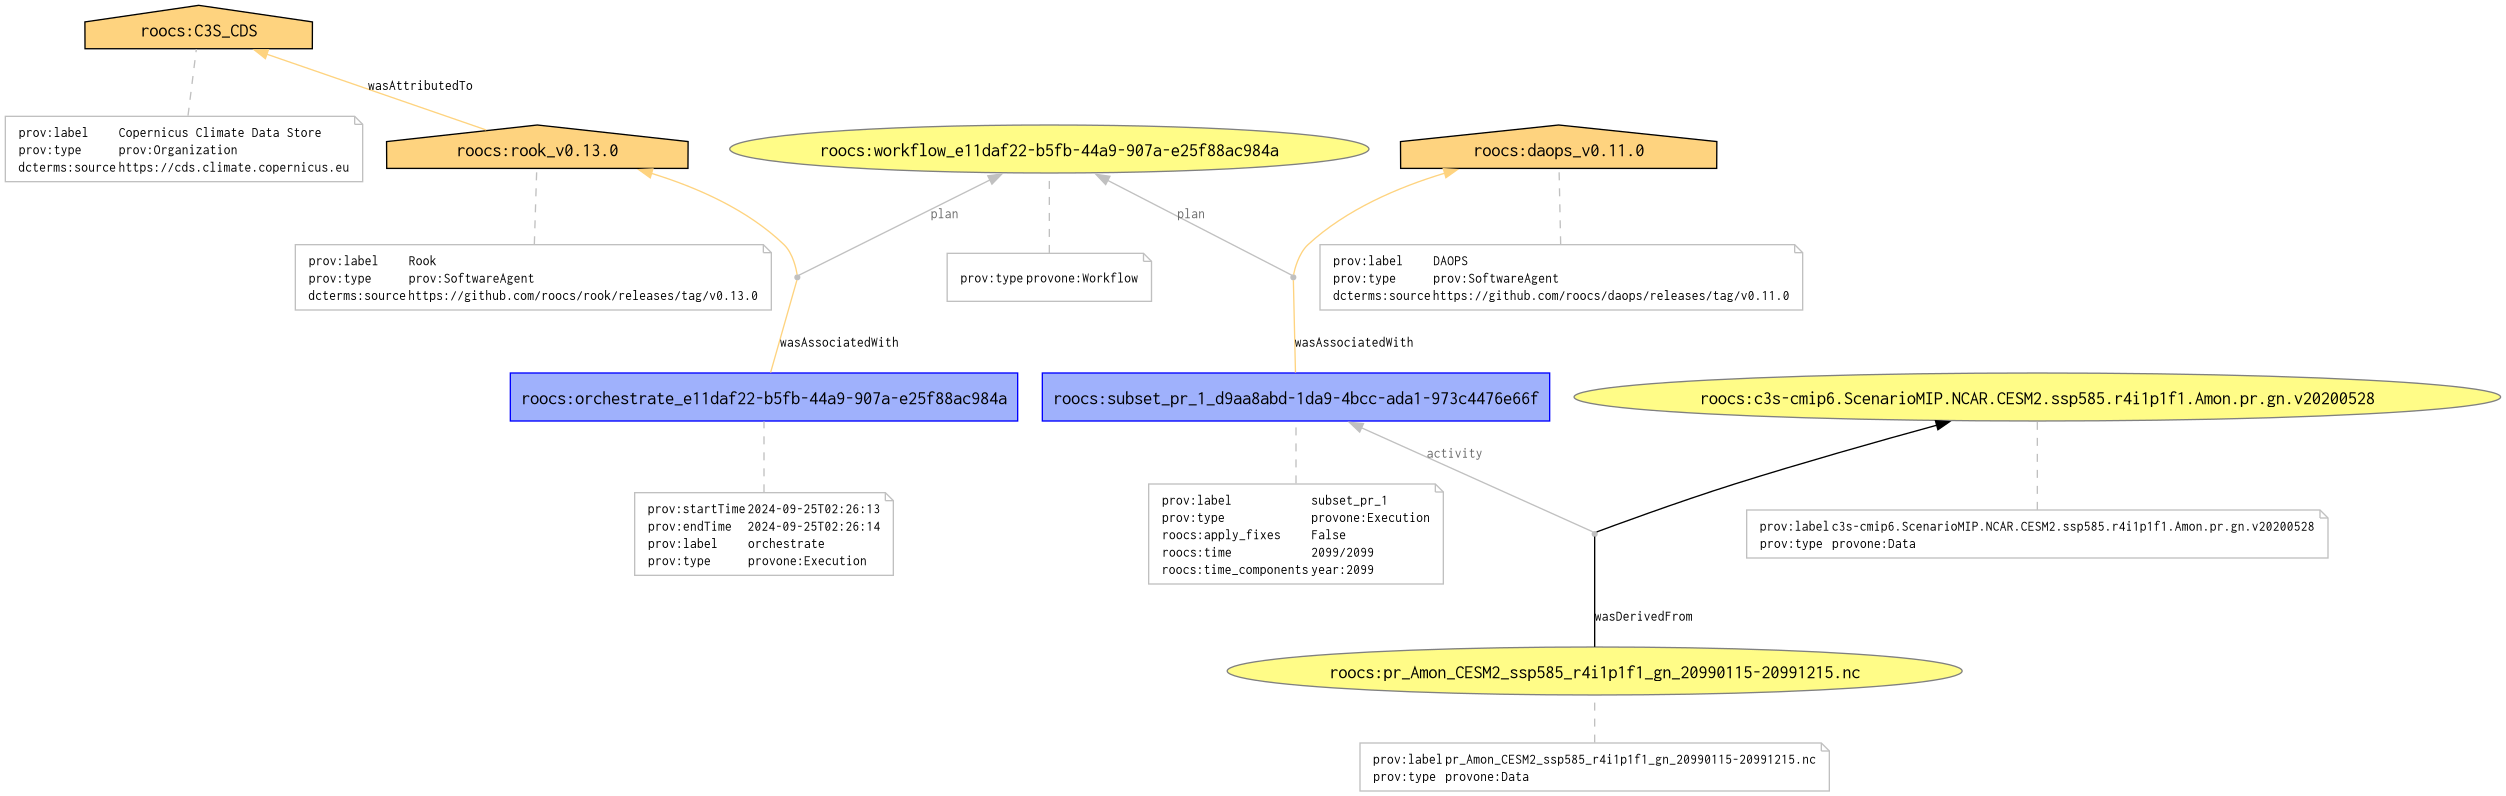 roocs:C3S_CDS
wasAttributedTo
prov:label Copernicus Climate Data Store
prov:type prov:Organization
dcterms:source https://cds.climate.copernicus.eu
roocs:rook_v0.13.0
roocs:workflow_e11daf22-b5fb-44a9-907a-e25f88ac984a
roocs:daops_v0.11.0
plan
plan
prov:label Rook
prov:type prov:SoftwareAgent
dcterms:source https://github.com/roocs/rook/releases/tag/v0.13.0
prov:type provone:Workflow
prov:label DAOPS
prov:type prov:SoftwareAgent
dcterms:source https://github.com/roocs/daops/releases/tag/v0.11.0
wasAssociatedWith
wasAssociatedWith
roocs:orchestrate_e11daf22-b5fb-44a9-907a-e25f88ac984a
roocs:subset_pr_1_d9aa8abd-1da9-4bcc-ada1-973c4476e66f
roocs:c3s-cmip6.ScenarioMIP.NCAR.CESM2.ssp585.r4i1p1f1.Amon.pr.gn.v20200528
activity
prov:startTime 2024-09-25T02:26:13
prov:endTime 2024-09-25T02:26:14
prov:label orchestrate
prov:type provone:Execution
prov:label subset_pr_1
prov:type provone:Execution
roocs:apply_fixes False
roocs:time 2099/2099
roocs:time_components year:2099
prov:label c3s-cmip6.ScenarioMIP.NCAR.CESM2.ssp585.r4i1p1f1.Amon.pr.gn.v20200528
prov:type provone:Data
wasDerivedFrom
roocs:pr_Amon_CESM2_ssp585_r4i1p1f1_gn_20990115-20991215.nc
prov:label pr_Amon_CESM2_ssp585_r4i1p1f1_gn_20990115-20991215.nc
prov:type provone:Data